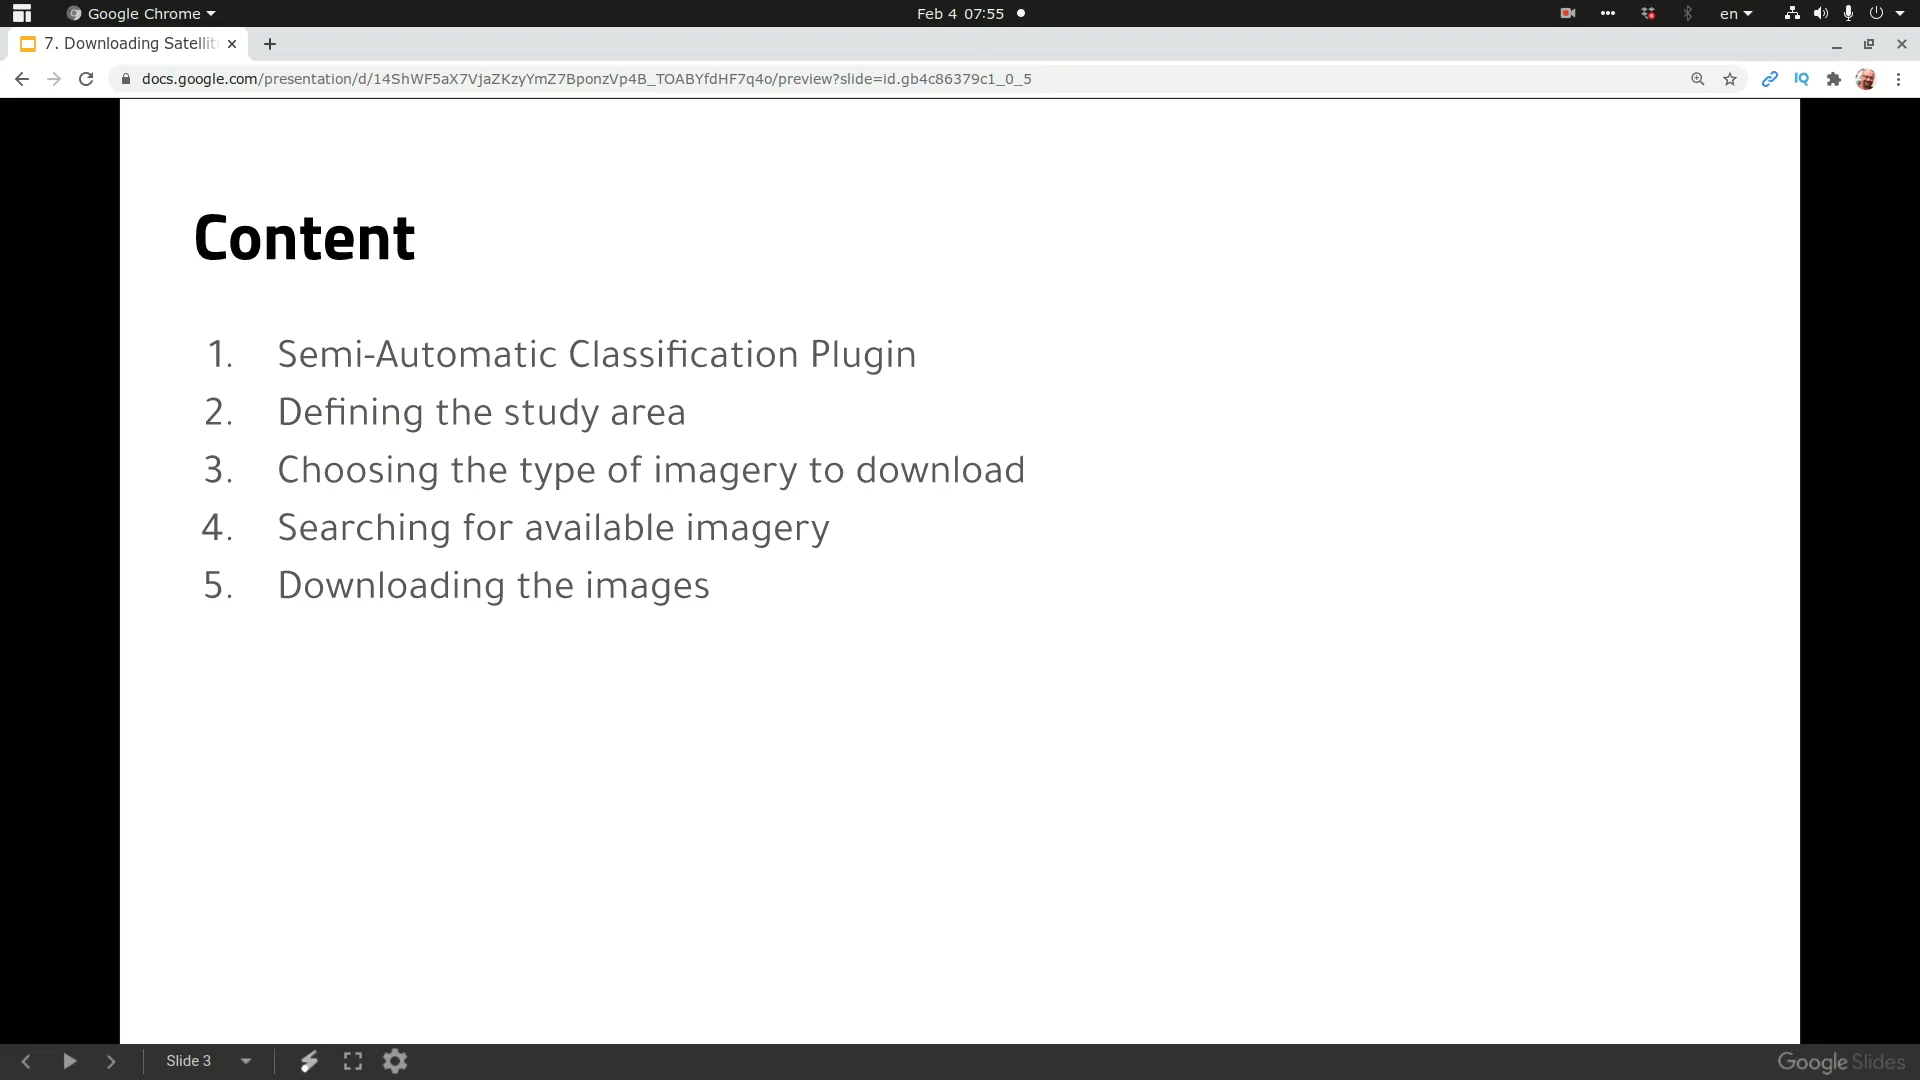 Google Chrome
Feb 4 07:55
en
7. Downloading Satellit
docs.google.com/presentation/d/14ShWF5aX7VjaZKzyYmZ7BponzVp4B_TOABYfdHF7q4o/preview?slide=id.gb4c86379c1_0_5
IQ
Content
1. Semi-Automatic Classification Plugin
2. Defining the study area
3. Choosing the type of imagery to download
4. Searching for available imagery
5. Downloading the images
Slide 3
Google Slides